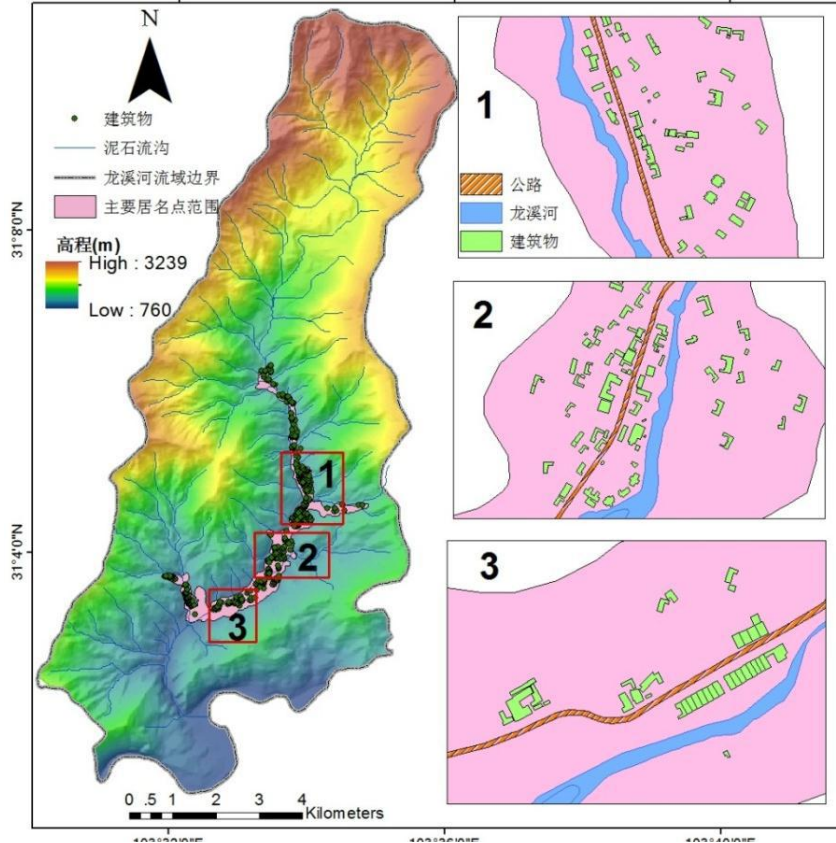 N
建筑物
泥石流沟
龙溪河流域边界
主要居名点范围
高程(m)
High : 3239
Low : 760
31°8'0"N
31°4'0"N
1
2
3
0 .5 1 2 3 4
Kilometers
1
公路
龙溪河
建筑物
2
3